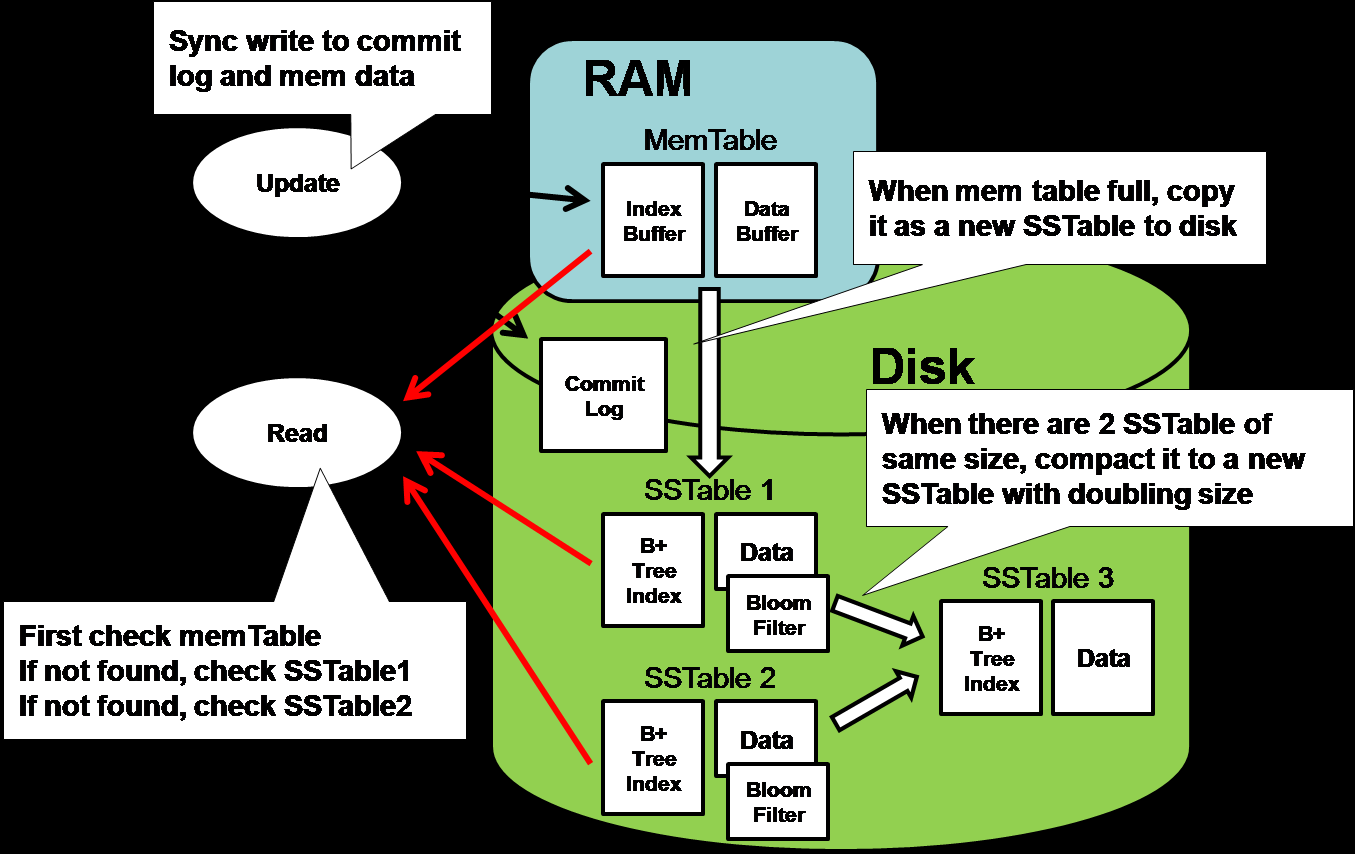 Sync write to commit
log and mem data
RAM
MemTable
Update
Index
Buffer
Data
Buffer
When mem table full, copy
it as a new SSTable to disk
Commit
Log
Disk
Read
When there are 2 SSTable of
same size, compact it to a new
SSTable with doubling size
SSTable 1
B+
Tree
Index
Data
Bloom
Filter
SSTable 3
B+
Tree
Index
Data
First check memTable
If not found, check SSTable1
If not found, check SSTable2
SSTable 2
B+
Tree
Index
Data
Bloom
Filter